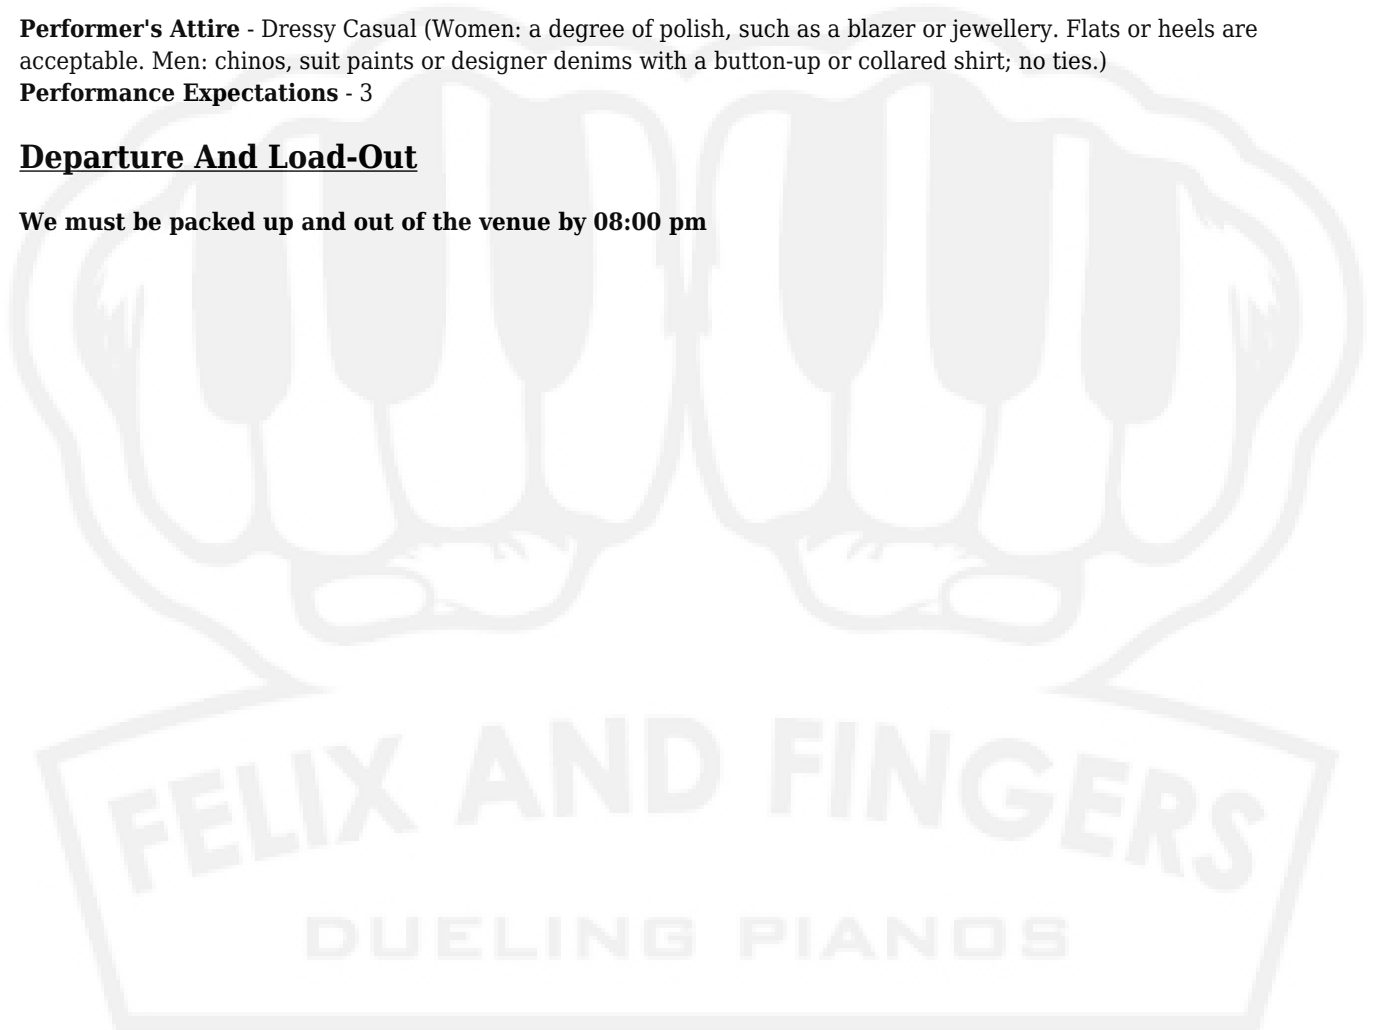 Performer's Attire - Dressy Casual (Women: a degree of polish, such as a blazer or jewellery. Flats or heels are
acceptable. Men: chinos, suit paints or designer denims with a button-up or collared shirt; no ties.)
Performance Expectations - 3
Departure And Load-Out
We must be packed up and out of the venue by 08:00 pm
FELIX AND FINGERS
DUELING PIANOS